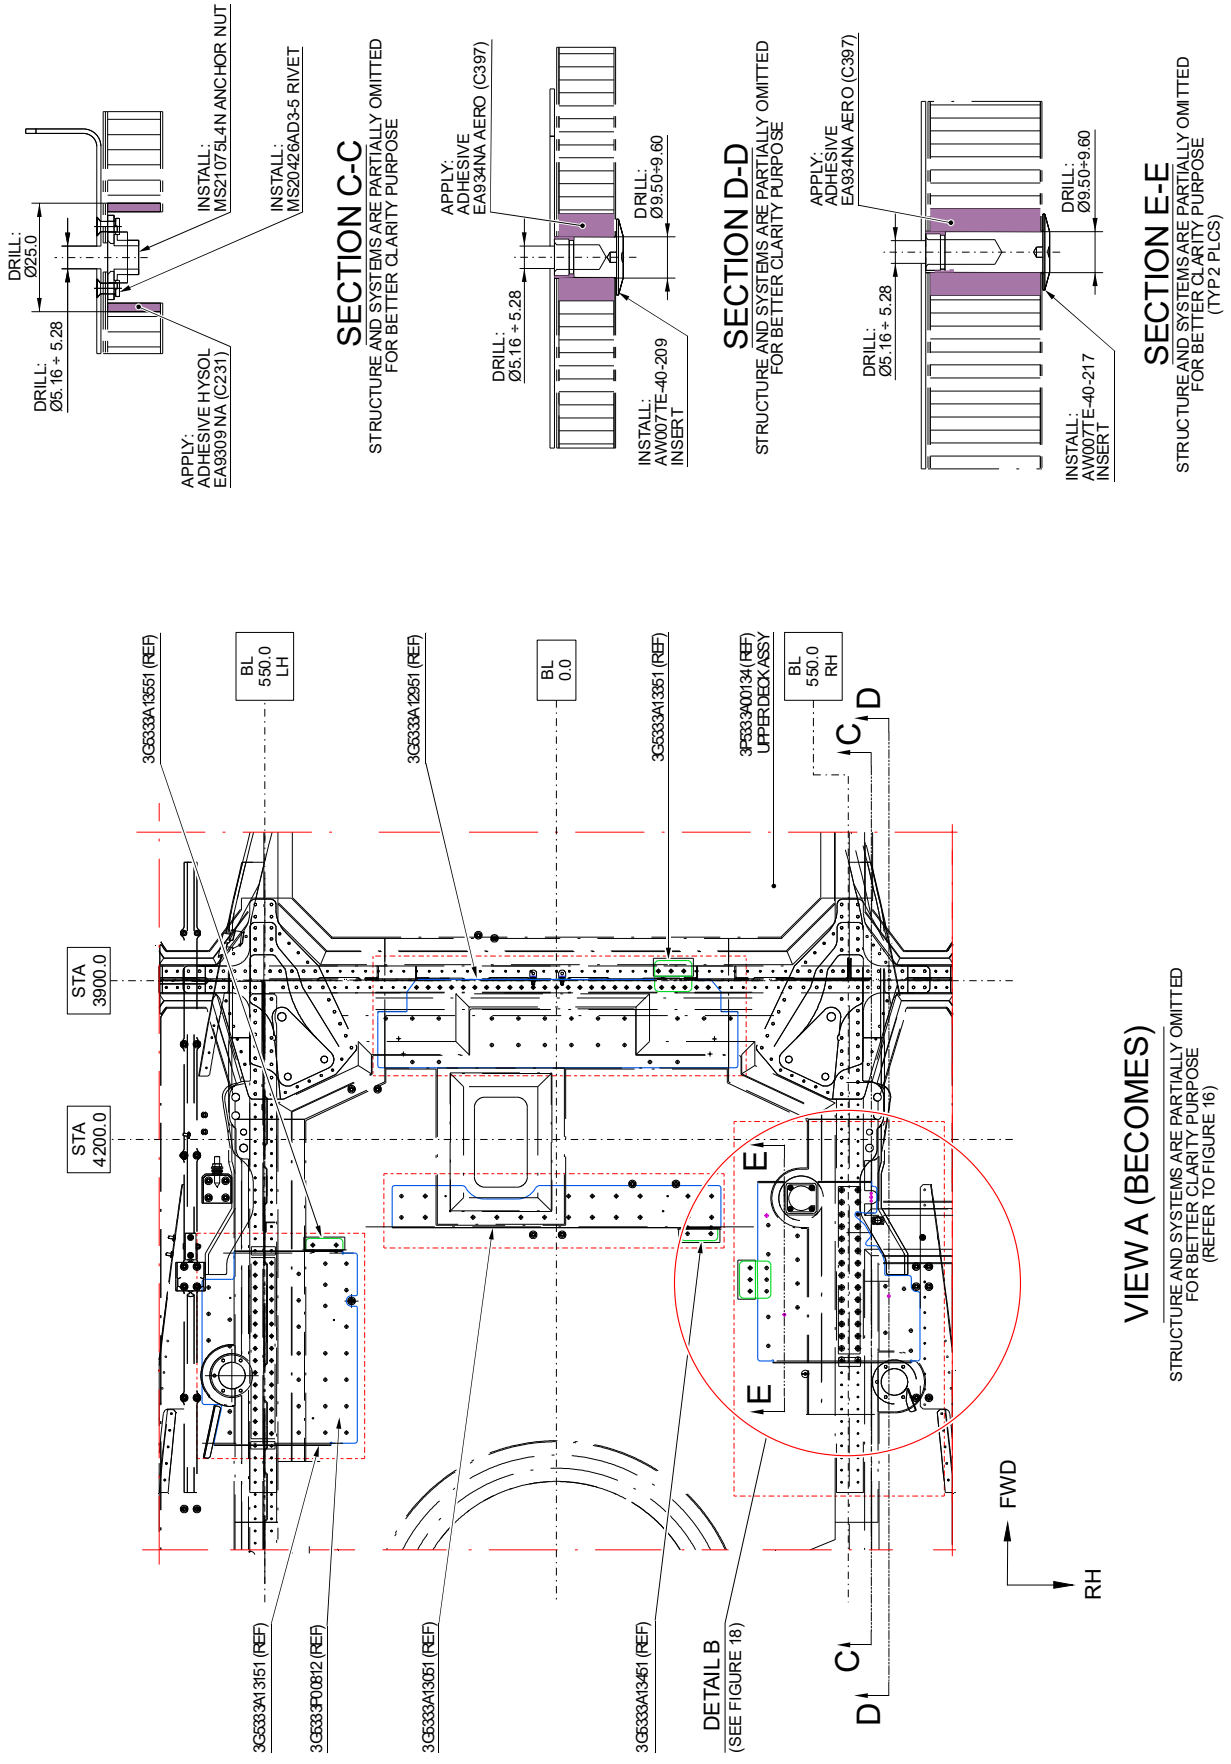 DRILL:
Ø25.0
DRILL:
Ø5.16 ÷ 5.28
APPLY:
ADHESIVE HYSOL
EA9309NA (C231)
INSTALL:
MS21075L4N ANCHOR NUT
INSTALL:
MS20426AD3-5 RIVET
SECTION C-C
STRUCTURE AND SYSTEMS ARE PARTIALLY OMITTED
FOR BETTER CLARITY PURPOSE
APPLY:
ADHESIVE
EA934NA AERO (C397)
DRILL:
Ø5.16 ÷ 5.28
DRILL:
Ø9.50÷9.60
INSTALL:
AW007TE-40-209
INSERT
SECTION D-D
STRUCTURE AND SYSTEMS ARE PARTIALLY OMITTED
FOR BETTER CLARITY PURPOSE
APPLY:
ADHESIVE
EA934NA AERO (C397)
DRILL:
Ø5.16 ÷ 5.28
DRILL:
Ø9.50÷9.60
INSTALL:
AW007TE-40-217
INSERT
SECTION E-E
STRUCTURE AND SYSTEMS ARE PARTIALLY OMITTED
FOR BETTER CLARITY PURPOSE
(TYP 2 PLCS)
STA
3900.0
STA
4200.0
3G5333A13551 (REF)
BL
550.0
LH
3G5333A12951 (REF)
BL
0.0
3G5333A13351 (REF)
3P5333A00134 (REF)
UPPER DECK ASSY
BL
550.0
RH
C
D
E
E
3G5333A13151 (REF)
3G5333P00812 (REF)
3G5333A13051 (REF)
3G5333A13451 (REF)
DETAIL B
(SEE FIGURE 18)
C
D
FWD
RH
VIEW A (BECOMES)
STRUCTURE AND SYSTEMS ARE PARTIALLY OMITTED
FOR BETTER CLARITY PURPOSE
(REFER TO FIGURE 16)